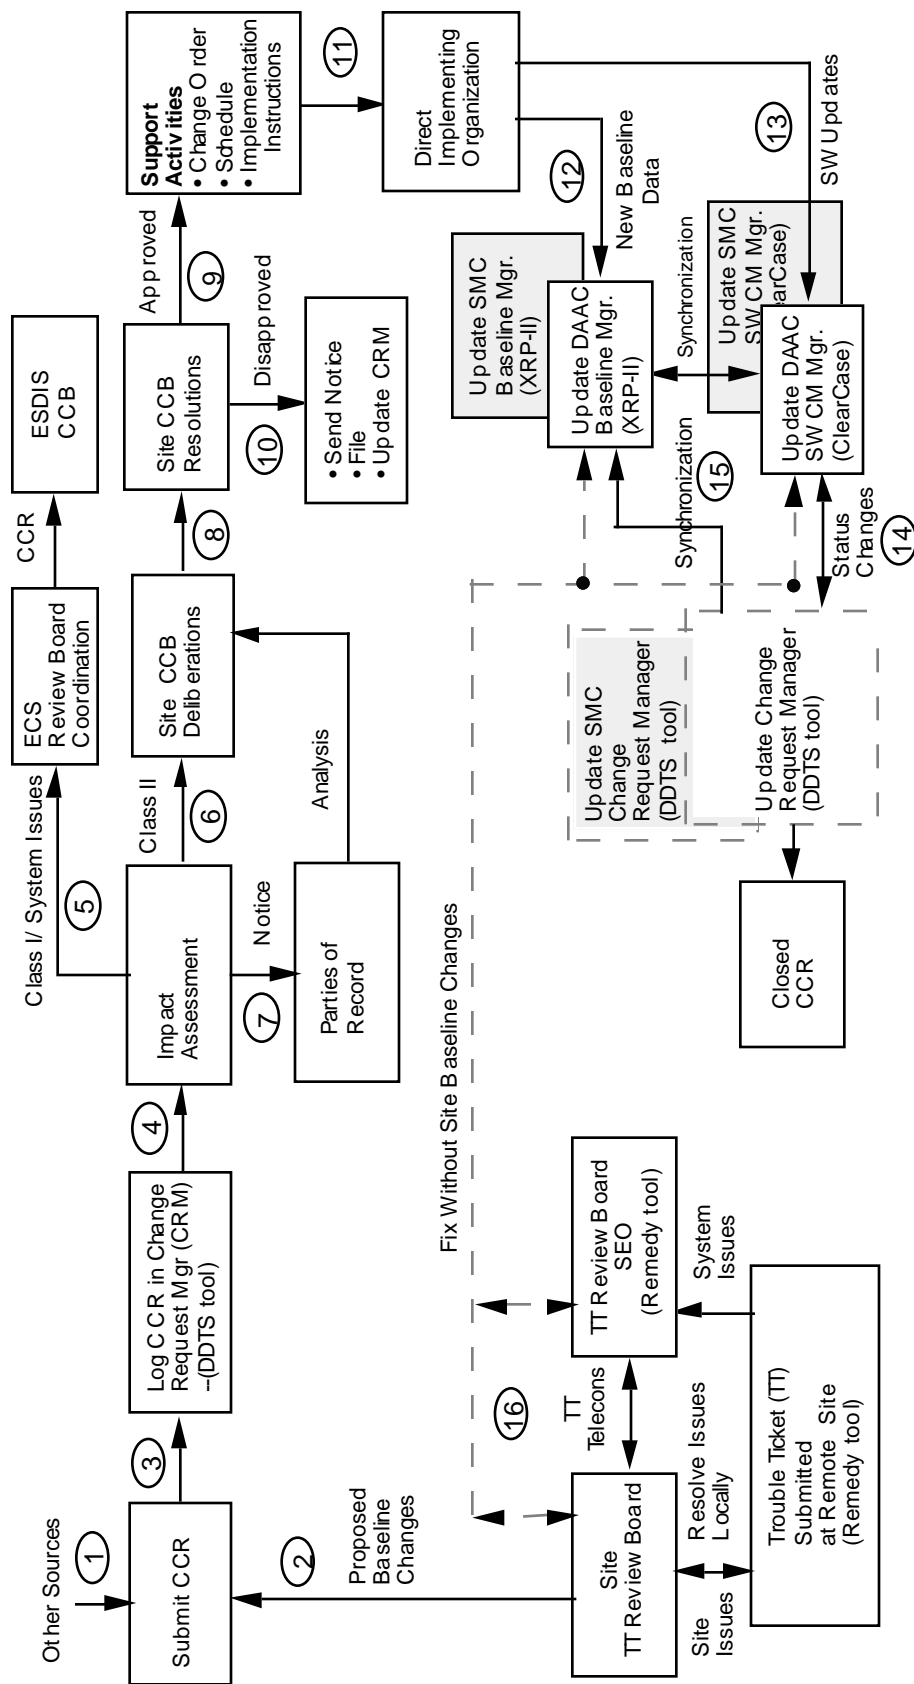 Other Sources
1
Submit CCR
3
Log CCR in Change
Request Mgr (CRM)
--(DDTS tool)
4
Impact
Assessment
Class I/ System Issues
5
ECS
Review Board
Coordination
CCR
ESDIS
CCB
Class II
6
Site CCB
Deliberations
8
Site CCB
Resolutions
Approved
9
Support
Activities
• Change Order
• Schedule
• Implementation
Instructions
7
Notice
Parties of
Record
Analysis
10
Disapproved
• Send Notice
• File
• Update CRM
11
Direct
Implementing
Organization
2
Proposed
Baseline
Changes
Fix Without Site Baseline Changes
12
New Baseline
Data
13
SW Updates
Update SMC
Baseline Mgr.
(XRP-II)
Update DAAC
Baseline Mgr.
(XRP-II)
Synchronization
Synchronization
15
Update SMC
SW CM Mgr.
ClearCase)
Update DAAC
SW CM Mgr.
(ClearCase)
Status
Changes
14
Update SMC
Change
Request Manager
(DDTS tool)
Update Change
Request Manager
(DDTS tool)
Closed
CCR
16
Site
TT Review Board
TT
Telecons
TT Review Board
SEO
(Remedy tool)
Site
Issues
Resolve Issues
Locally
System
Issues
Trouble Ticket (TT)
Submitted
at Remote Site
(Remedy tool)